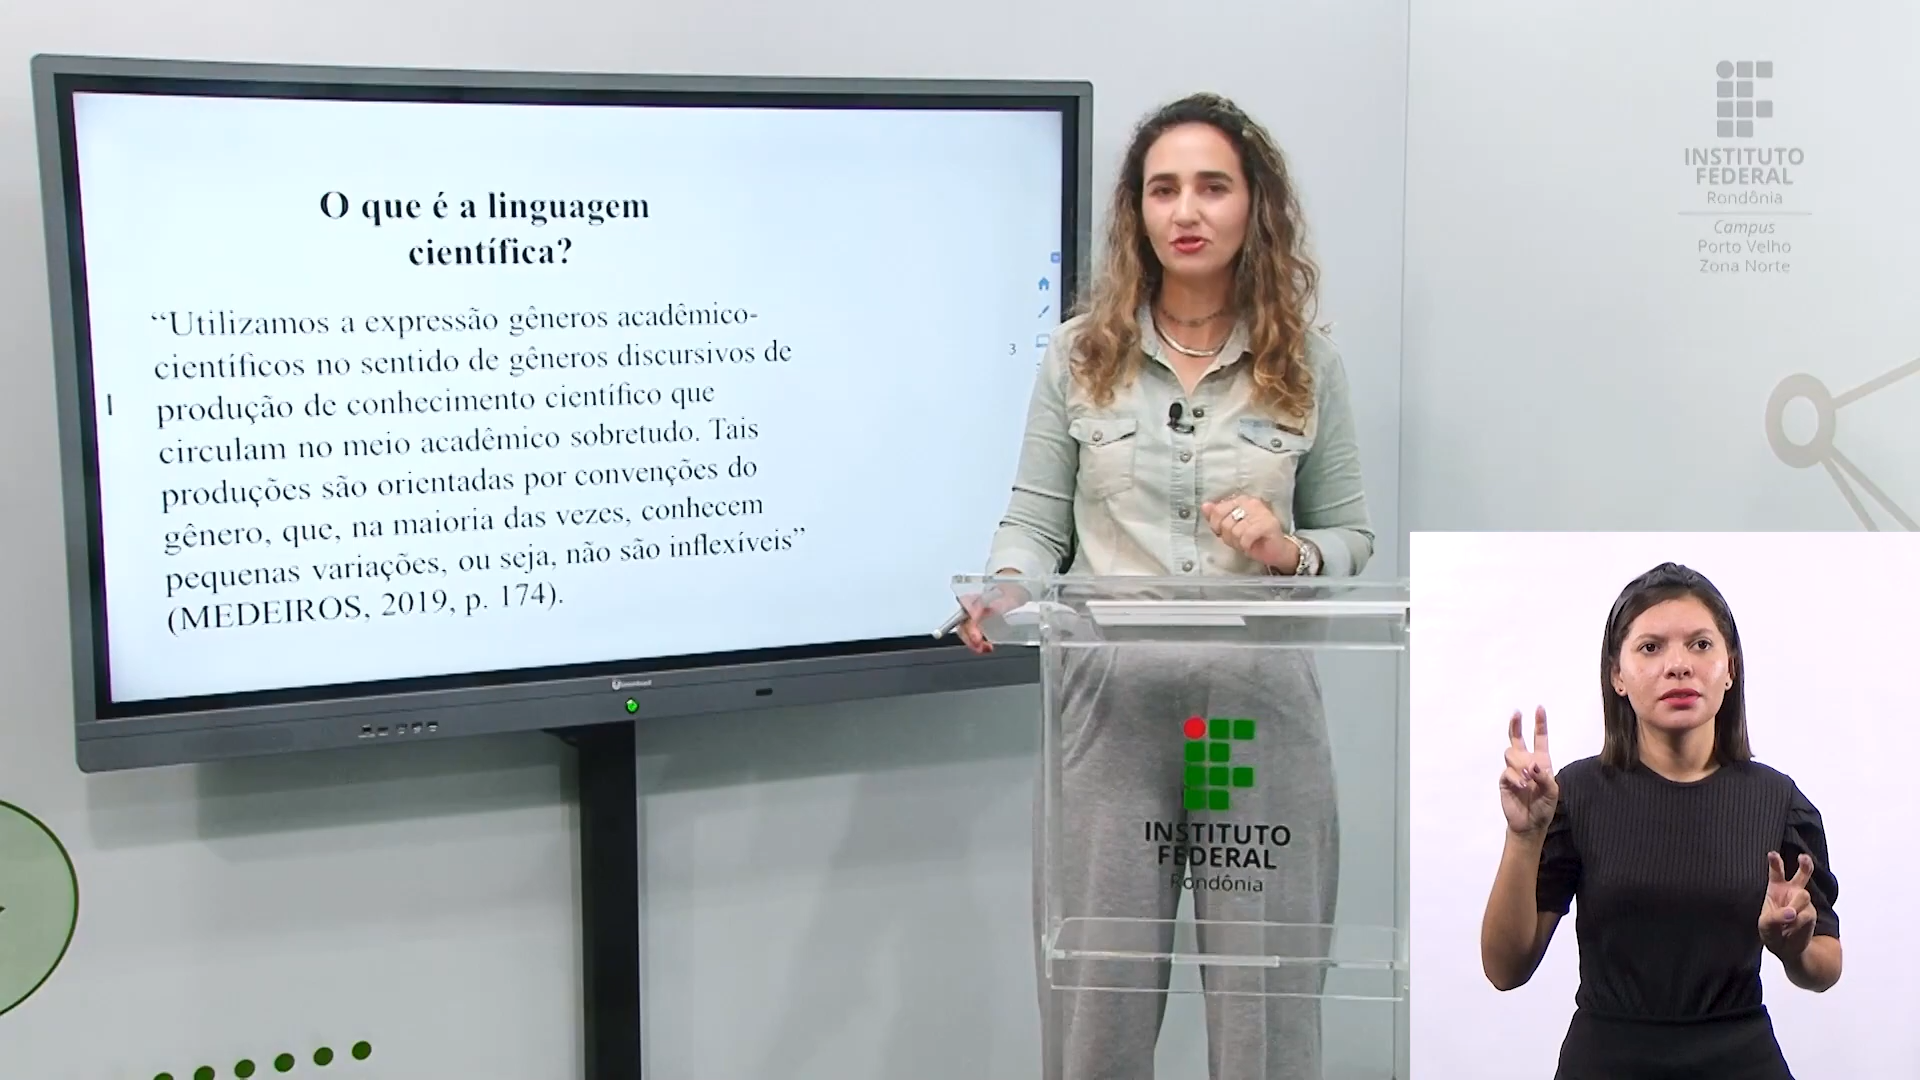 O que é a linguagem
científica?
“Utilizamos a expressão gêneros acadêmico-
científicos no sentido de gêneros discursivos de
produção de conhecimento científico que
circulam no meio acadêmico sobretudo. Tais
produções são orientadas por convenções do
gênero, que, na maioria das vezes, conhecem
pequenas variações, ou seja, não são inflexíveis”
(MEDEIROS, 2019, p. 174).
3
INSTITUTO
FEDERAL
Rondônia
Campus
Porto Velho
Zona Norte
INSTITUTO
FEDERAL
Rondônia